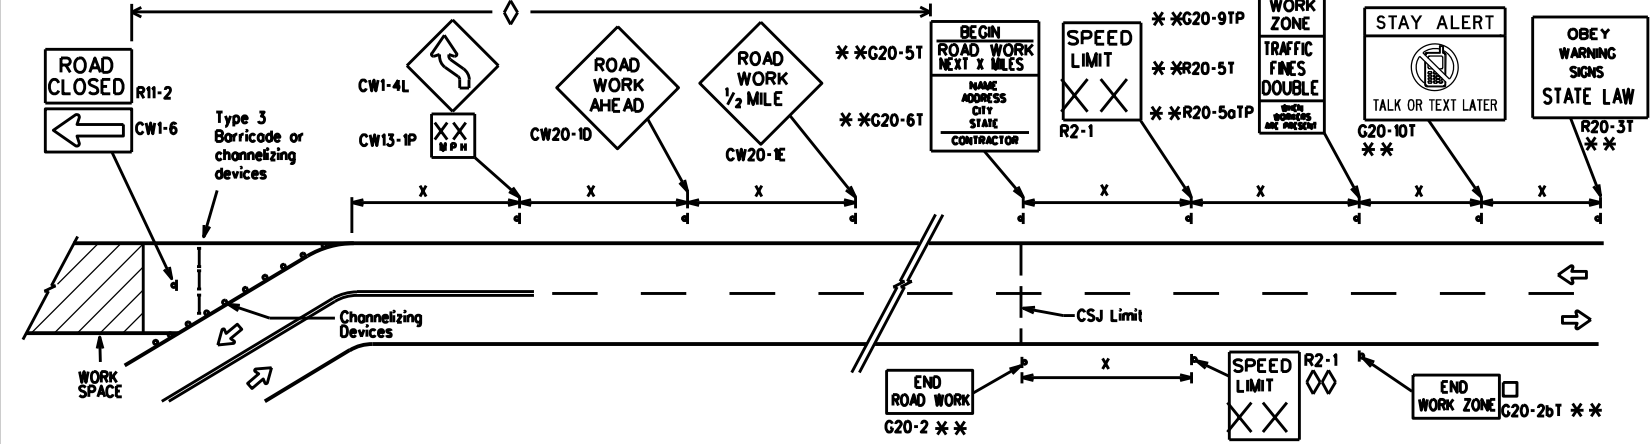 ROAD
CLOSED
R11-2
CW1-6
Type 3
Barricade or
channelizing
devices
CW1-4L
XX
MPH
CW13-1P
ROAD
WORK
AHEAD
CW20-1D
ROAD
WORK
1/2 MILE
CW20-1E
* *G20-5T
* *G20-6T
BEGIN
ROAD WORK
NEXT X MILES
NAME
ADDRESS
CITY
STATE
CONTRACTOR
SPEED
LIMIT
X X
R2-1
* *G20-9TP
* *R20-5T
* *R20-5aTP
WORK
ZONE
TRAFFIC
FINES
DOUBLE
WHEN
WORKERS
ARE PRESENT
STAY ALERT
TALK OR TEXT LATER
G20-10T
* *
OBEY
WARNING
SIGNS
STATE LAW
R20-3T
* *
X
X
X
X
X
X
X
Channelizing
Devices
WORK
SPACE
CSJ Limit
X
END
ROAD WORK
G20-2 * *
SPEED
LIMIT
X X
R2-1
END
WORK ZONE
G20-2bT * *